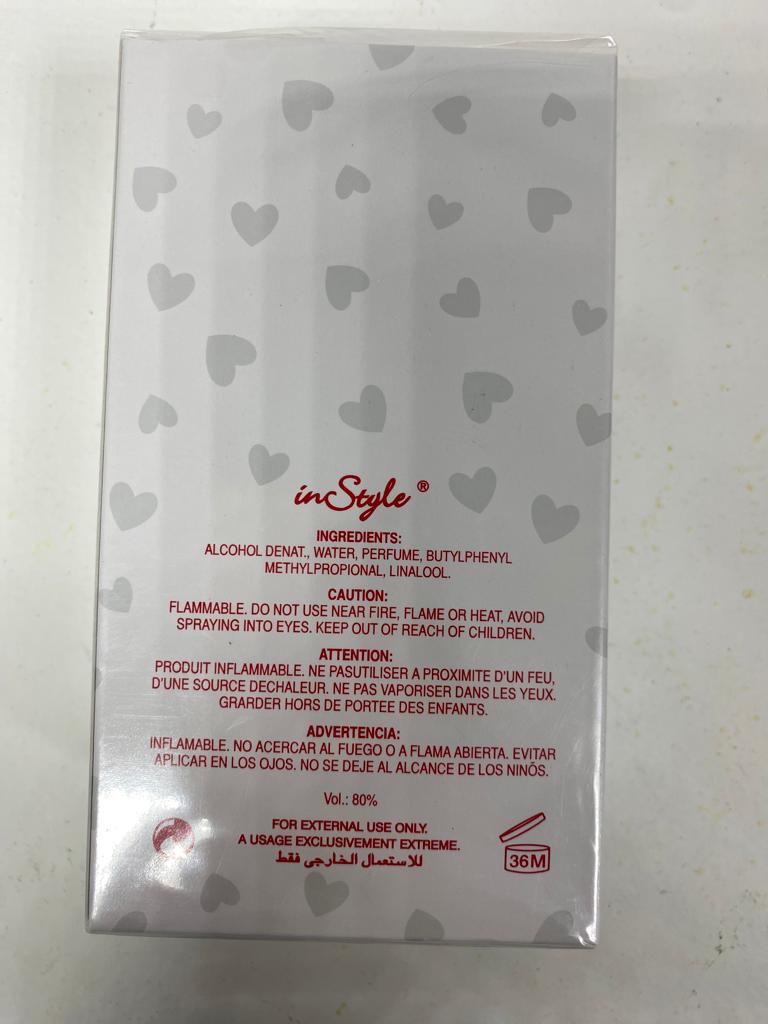 inStyle ®
INGREDIENTS:
ALCOHOL DENAT., WATER, PERFUME, BUTYLPHENYL
METHYLPROPIONAL, LINALOOL.
CAUTION:
FLAMMABLE. DO NOT USE NEAR FIRE, FLAME OR HEAT, AVOID
SPRAYING INTO EYES. KEEP OUT OF REACH OF CHILDREN.
ATTENTION:
PRODUIT INFLAMMABLE. NE PASUTILISER A PROXIMITE D'UN FEU,
D'UNE SOURCE DECHALEUR. NE PAS VAPORISER DANS LES YEUX.
GRARDER HORS DE PORTEE DES ENFANTS.
ADVERTENCIA:
INFLAMABLE. NO ACERCAR AL FUEGO O A FLAMA ABIERTA. EVITAR
APLICAR EN LOS OJOS. NO SE DEJE AL ALCANCE DE LOS NINÕS.
Vol.: 80%
FOR EXTERNAL USE ONLY.
A USAGE EXCLUSIVEMENT EXTREME.
للاستعمال الخارجى فقط
36M